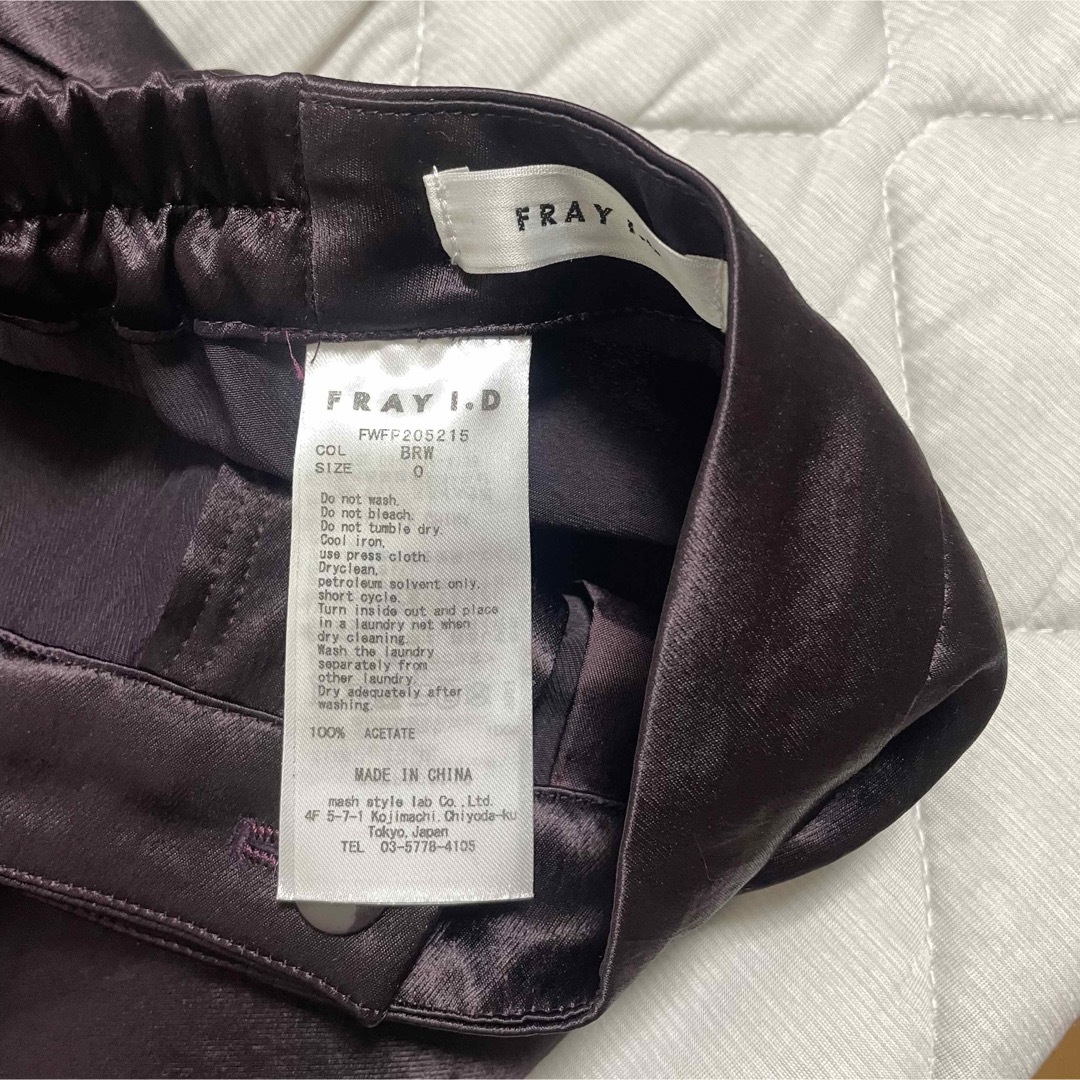 FRAY I.
FRAY I.D
FWFP205215
COL BRW
SIZE 0
Do not wash.
Do not bleach.
Do not tumble dry.
Cool iron.
use press cloth.
Dryclean.
petroleum solvent only.
short cycle.
Turn inside out and place
in a laundry net when
dry cleaning.
Wash the laundry
separately from
other laundry.
Dry adequately after
washing.
100% ACETATE
MADE IN CHINA
mash style lab Co.,Ltd.
4F 5-7-1 Kojimachi,Chiyoda-ku
Tokyo,Japan
TEL 03-5778-4105